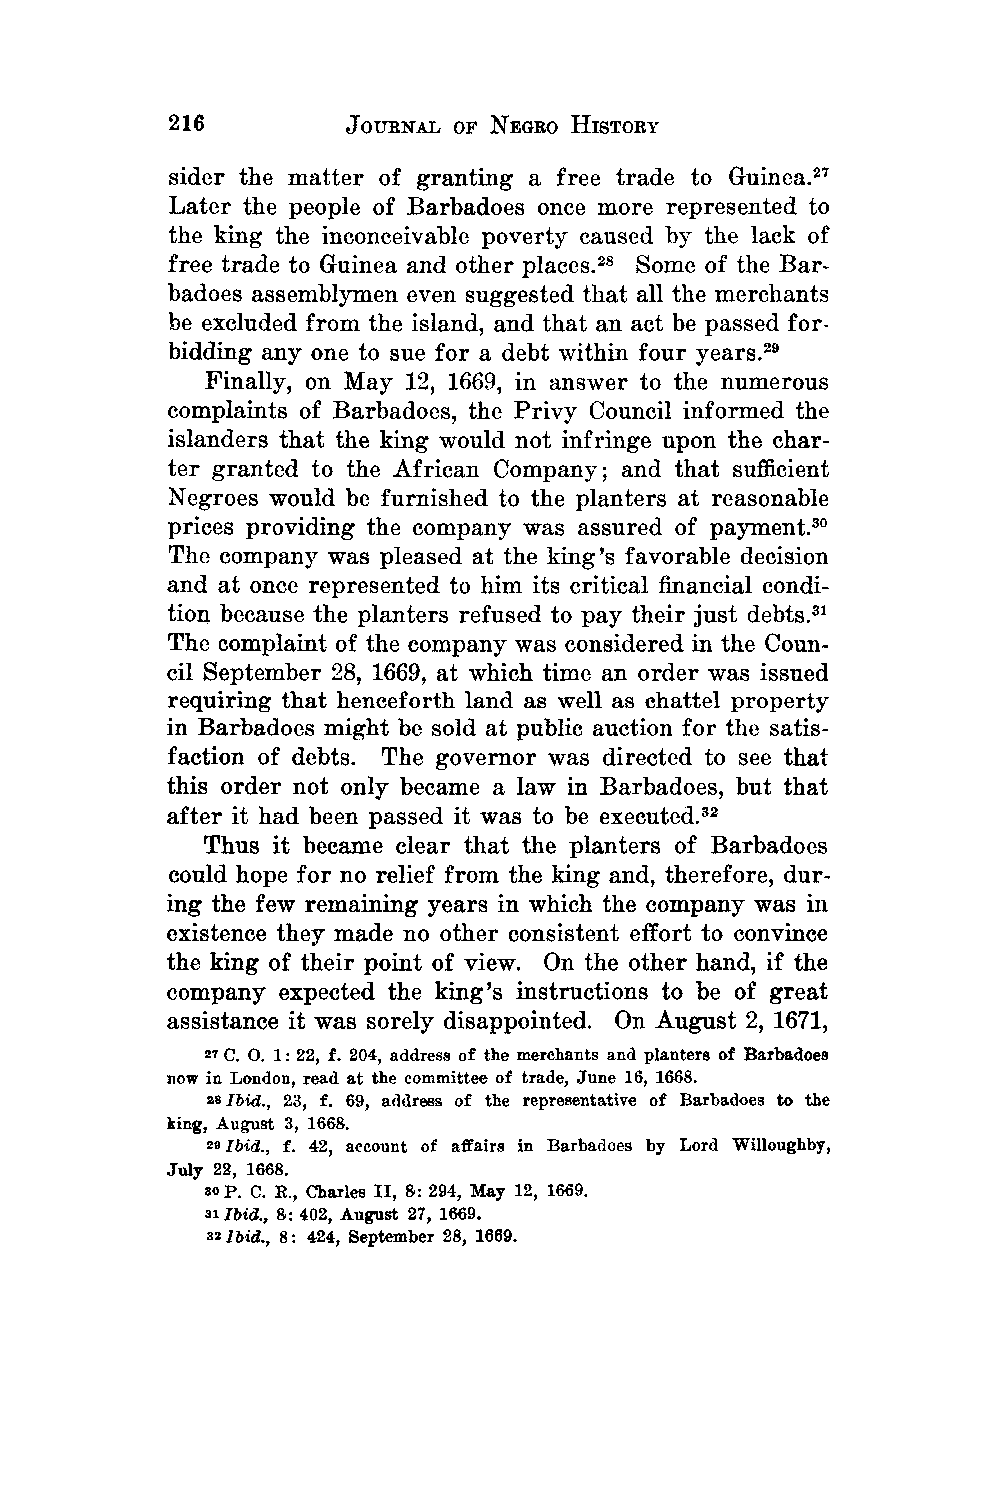 216 JOURNAL OF NEGRO HISTORY
sider the matter of granting a free trade to Guinea.²⁷
Later the people of Barbadoes once more represented to
the king the inconceivable poverty caused by the lack of
free trade to Guinea and other places.²⁸ Some of the Bar-
badoes assemblymen even suggested that all the merchants
be excluded from the island, and that an act be passed for-
bidding any one to sue for a debt within four years.²⁹
Finally, on May 12, 1669, in answer to the numerous
complaints of Barbadoes, the Privy Council informed the
islanders that the king would not infringe upon the char-
ter granted to the African Company; and that sufficient
Negroes would be furnished to the planters at reasonable
prices providing the company was assured of payment.³⁰
The company was pleased at the king's favorable decision
and at once represented to him its critical financial condi-
tion because the planters refused to pay their just debts.³¹
The complaint of the company was considered in the Coun-
cil September 28, 1669, at which time an order was issued
requiring that henceforth land as well as chattel property
in Barbadoes might be sold at public auction for the satis-
faction of debts. The governor was directed to see that
this order not only became a law in Barbadoes, but that
after it had been passed it was to be executed.³²
Thus it became clear that the planters of Barbadoes
could hope for no relief from the king and, therefore, dur-
ing the few remaining years in which the company was in
existence they made no other consistent effort to convince
the king of their point of view. On the other hand, if the
company expected the king's instructions to be of great
assistance it was sorely disappointed. On August 2, 1671,
²⁷ C. O. 1: 22, f. 204, address of the merchants and planters of Barbadoes
now in London, read at the committee of trade, June 16, 1668.
²⁸ Ibid., 23, f. 69, address of the representative of Barbadoes to the
king, August 3, 1668.
²⁹ Ibid., f. 42, account of affairs in Barbadoes by Lord Willoughby,
July 22, 1668.
³⁰ P. C. R., Charles II, 8: 294, May 12, 1669.
³¹ Ibid., 8: 402, August 27, 1669.
³² Ibid., 8: 424, September 28, 1669.